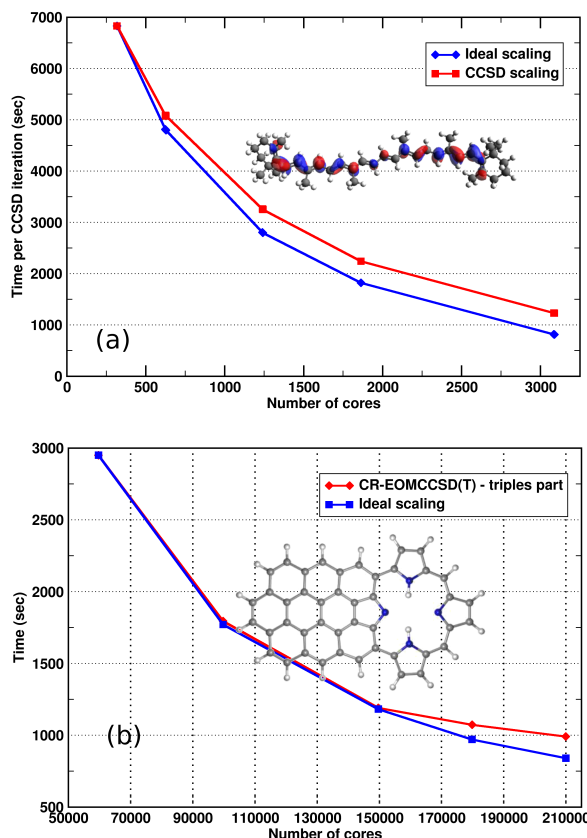 7000
6000
5000
4000
3000
2000
1000
0
Time per CCSD iteration (sec)
Ideal scaling
CCSD scaling
(a)
0 500 1000 1500 2000 2500 3000
Number of cores
3000
2500
2000
1500
1000
500
Time (sec)
CR-EOMCCSD(T) - triples part
Ideal scaling
(b)
50000 70000 90000 110000 130000 150000 170000 190000 210000
Number of cores